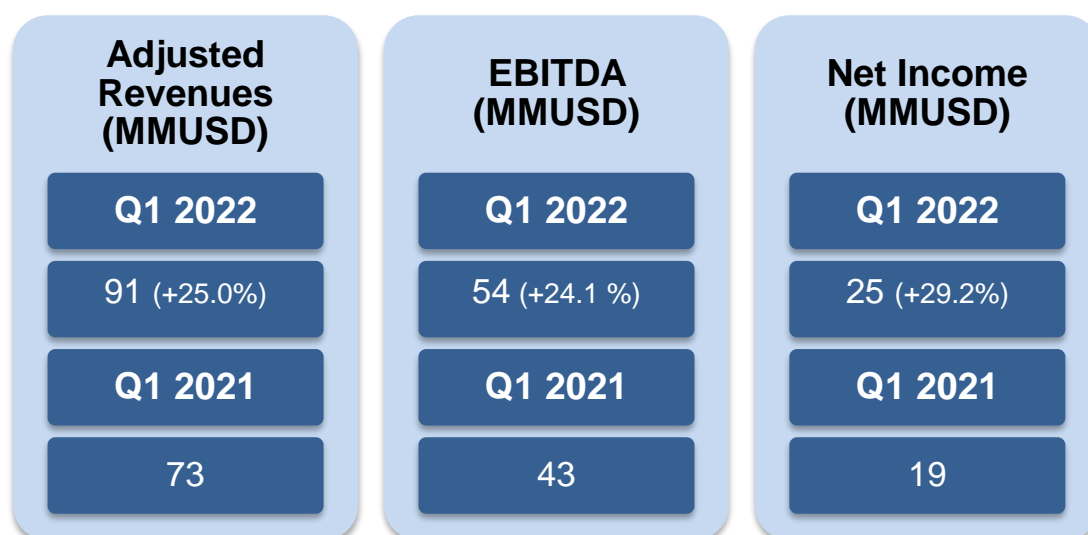 Adjusted
Revenues
(MMUSD)
Q1 2022
91 (+25.0%)
Q1 2021
73
EBITDA
(MMUSD)
Q1 2022
54 (+24.1 %)
Q1 2021
43
Net Income
(MMUSD)
Q1 2022
25 (+29.2%)
Q1 2021
19